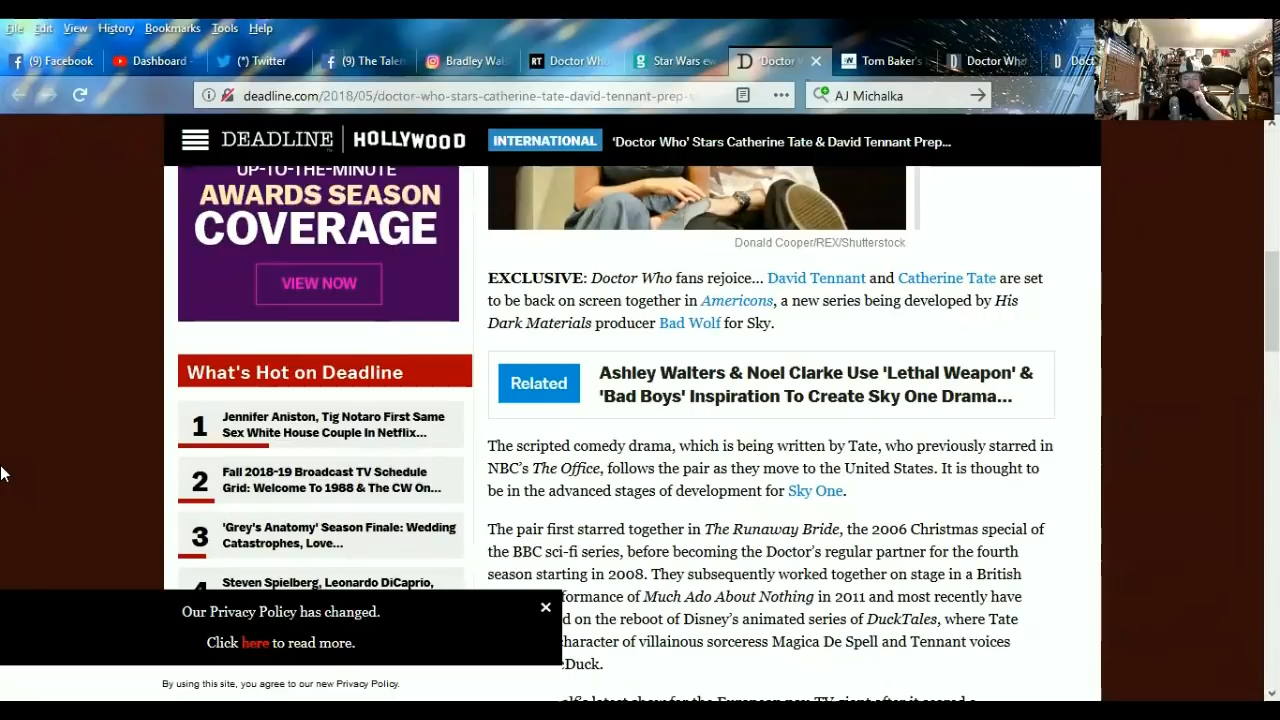 File Edit View History Bookmarks Tools Help
(9) Facebook
Dashboard
(*) Twitter
(9) The Talen
Bradley Wals
Doctor Who
Star Wars ev
"Doctor
Tom Baker's
Doctor Who
Doct
deadline.com/2018/05/doctor-who-stars-catherine-tate-david-tennant-prep-
AJ Michalka
DEADLINE | HOLLYWOOD
INTERNATIONAL
'Doctor Who' Stars Catherine Tate & David Tennant Prep...
UP-TO-THE-MINUTE
AWARDS SEASON
COVERAGE
VIEW NOW
Donald Cooper/REX/Shutterstock
EXCLUSIVE: Doctor Who fans rejoice... David Tennant and Catherine Tate are set
to be back on screen together in Americons, a new series being developed by His
Dark Materials producer Bad Wolf for Sky.
Related
Ashley Walters & Noel Clarke Use 'Lethal Weapon' &
'Bad Boys' Inspiration To Create Sky One Drama...
What's Hot on Deadline
1
Jennifer Aniston, Tig Notaro First Same
Sex White House Couple In Netflix...
2
Fall 2018-19 Broadcast TV Schedule
Grid: Welcome To 1988 & The CW On...
3
'Grey's Anatomy' Season Finale: Wedding
Catastrophes, Love...
4
Steven Spielberg, Leonardo DiCaprio,
The scripted comedy drama, which is being written by Tate, who previously starred in
NBC's The Office, follows the pair as they move to the United States. It is thought to
be in the advanced stages of development for Sky One.
The pair first starred together in The Runaway Bride, the 2006 Christmas special of
the BBC sci-fi series, before becoming the Doctor's regular partner for the fourth
season starting in 2008. They subsequently worked together on stage in a British
formance of Much Ado About Nothing in 2011 and most recently have
d on the reboot of Disney's animated series of DuckTales, where Tate
character of villainous sorceress Magica De Spell and Tennant voices
Duck.
Our Privacy Policy has changed.
Click here to read more.
By using this site, you agree to our new Privacy Policy.